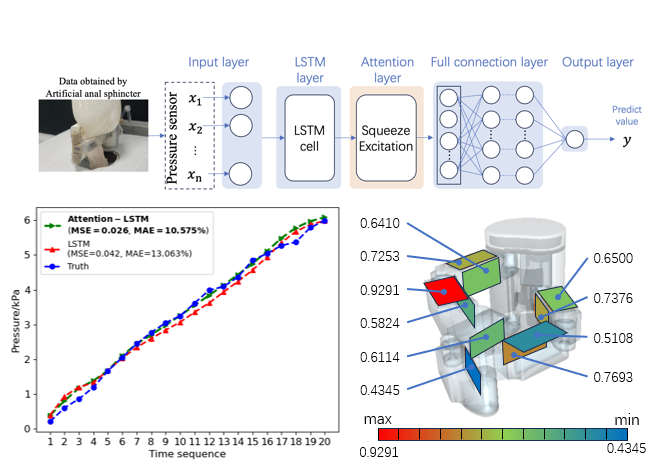 Input layer
LSTM
layer
Attention
layer
Full connection layer
Output layer
Data obtained by
Artificial anal sphincter
Pressure sensor
x1
x2
⋮
xn
LSTM
cell
Squeeze
Excitation
Predict
value
y
Attention−LSTM
(MSE=0.026, MAE=10.575%)
LSTM
(MSE=0.042, MAE=13.063%)
Truth
Pressure/kPa
6
5
4
3
2
1
0
1 2 3 4 5 6 7 8 9 10 11 12 13 14 15 16 17 18 19 20
Time sequence
0.6410
0.7253
0.9291
0.5824
0.6114
0.4345
0.6500
0.7376
0.5108
0.7693
max
min
0.9291
0.4345